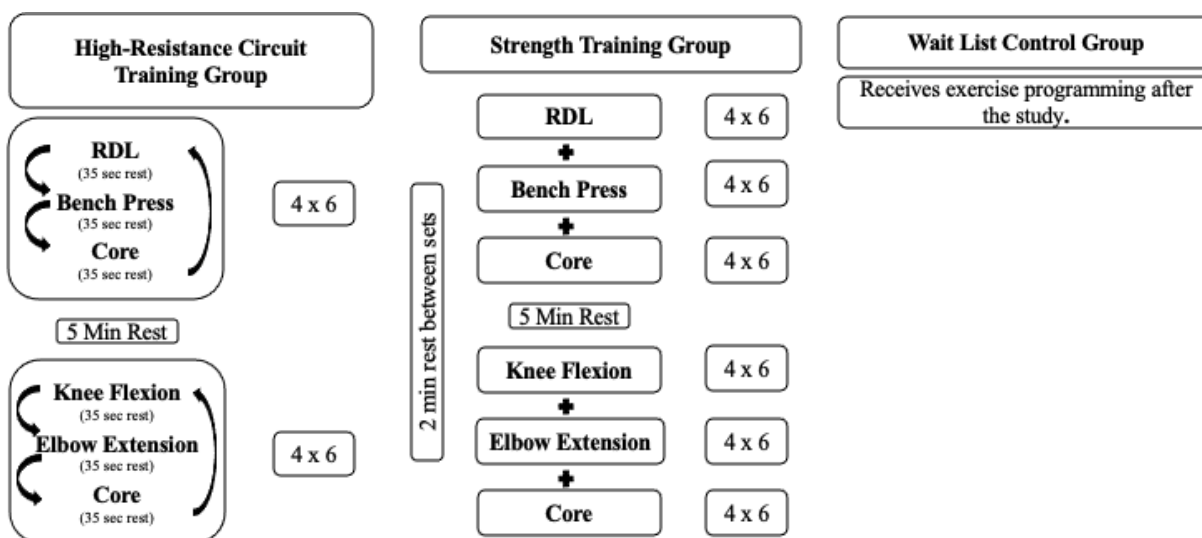 High-Resistance Circuit
Training Group
RDL
(35 sec rest)
Bench Press
(35 sec rest)
Core
(35 sec rest)
4 x 6
5 Min Rest
Knee Flexion
(35 sec rest)
Elbow Extension
(35 sec rest)
Core
(35 sec rest)
4 x 6
Strength Training Group
2 min rest between sets
RDL
4 x 6
+
Bench Press
4 x 6
+
Core
4 x 6
5 Min Rest
Knee Flexion
4 x 6
+
Elbow Extension
4 x 6
+
Core
4 x 6
Wait List Control Group
Receives exercise programming after
the study.